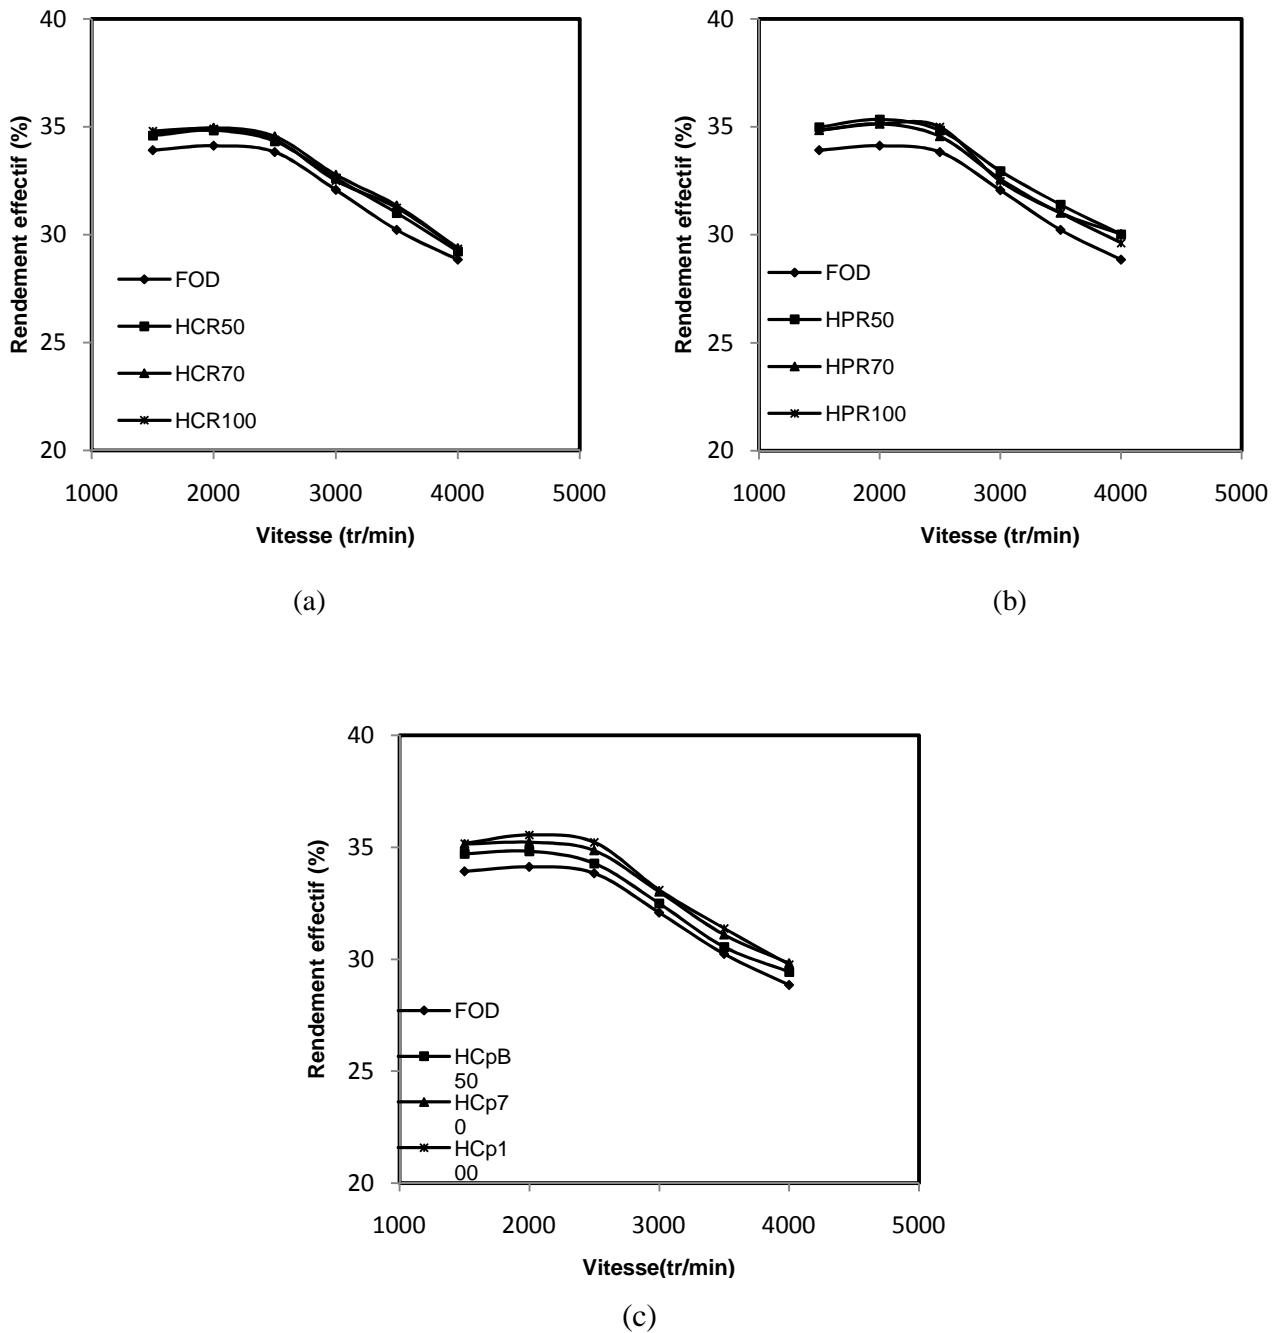 40
35
30
25
20
Rendement effectif (%)
FOD
HCR50
HCR70
HCR100
1000 2000 3000 4000 5000
Vitesse (tr/min)
(a)
40
35
30
25
20
Rendement effectif (%)
FOD
HPR50
HPR70
HPR100
1000 2000 3000 4000 5000
Vitesse (tr/min)
(b)
40
35
30
25
20
Rendement effectif (%)
FOD
HCpB
50
HCp7
0
HCp1
00
1000 2000 3000 4000 5000
Vitesse(tr/min)
(c)